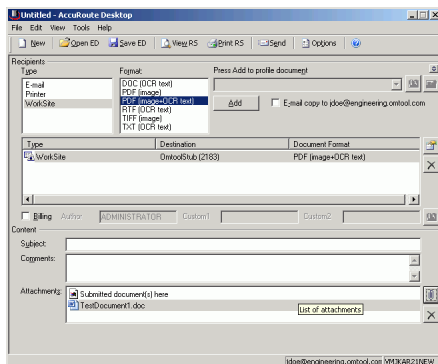 Untitled - AccuRoute Desktop
File Edit View Tools Help
New Open ED Save ED View RS Print RS Send Options
Recipients
Type Format Press Add to profile document
E-mail
Printer
WorkSite
DOC (OCR text)
PDF (image)
PDF (image+OCR text)
RTF (OCR text)
TIFF (image)
TXT (OCR text)
Add E-mail copy to jdoe@engineering.omtool.com
Type Destination Document Format
WorkSite OmtoolStub (2183) PDF (image+OCR text)
Billing Author ADMINISTRATOR Custom1 Custom2
Content
Subject:
Comments:
Attachments: Submitted document(s) here
TestDocument1.doc
List of attachments
jdoe@engineering.omtool.com VMJKAR21NEW